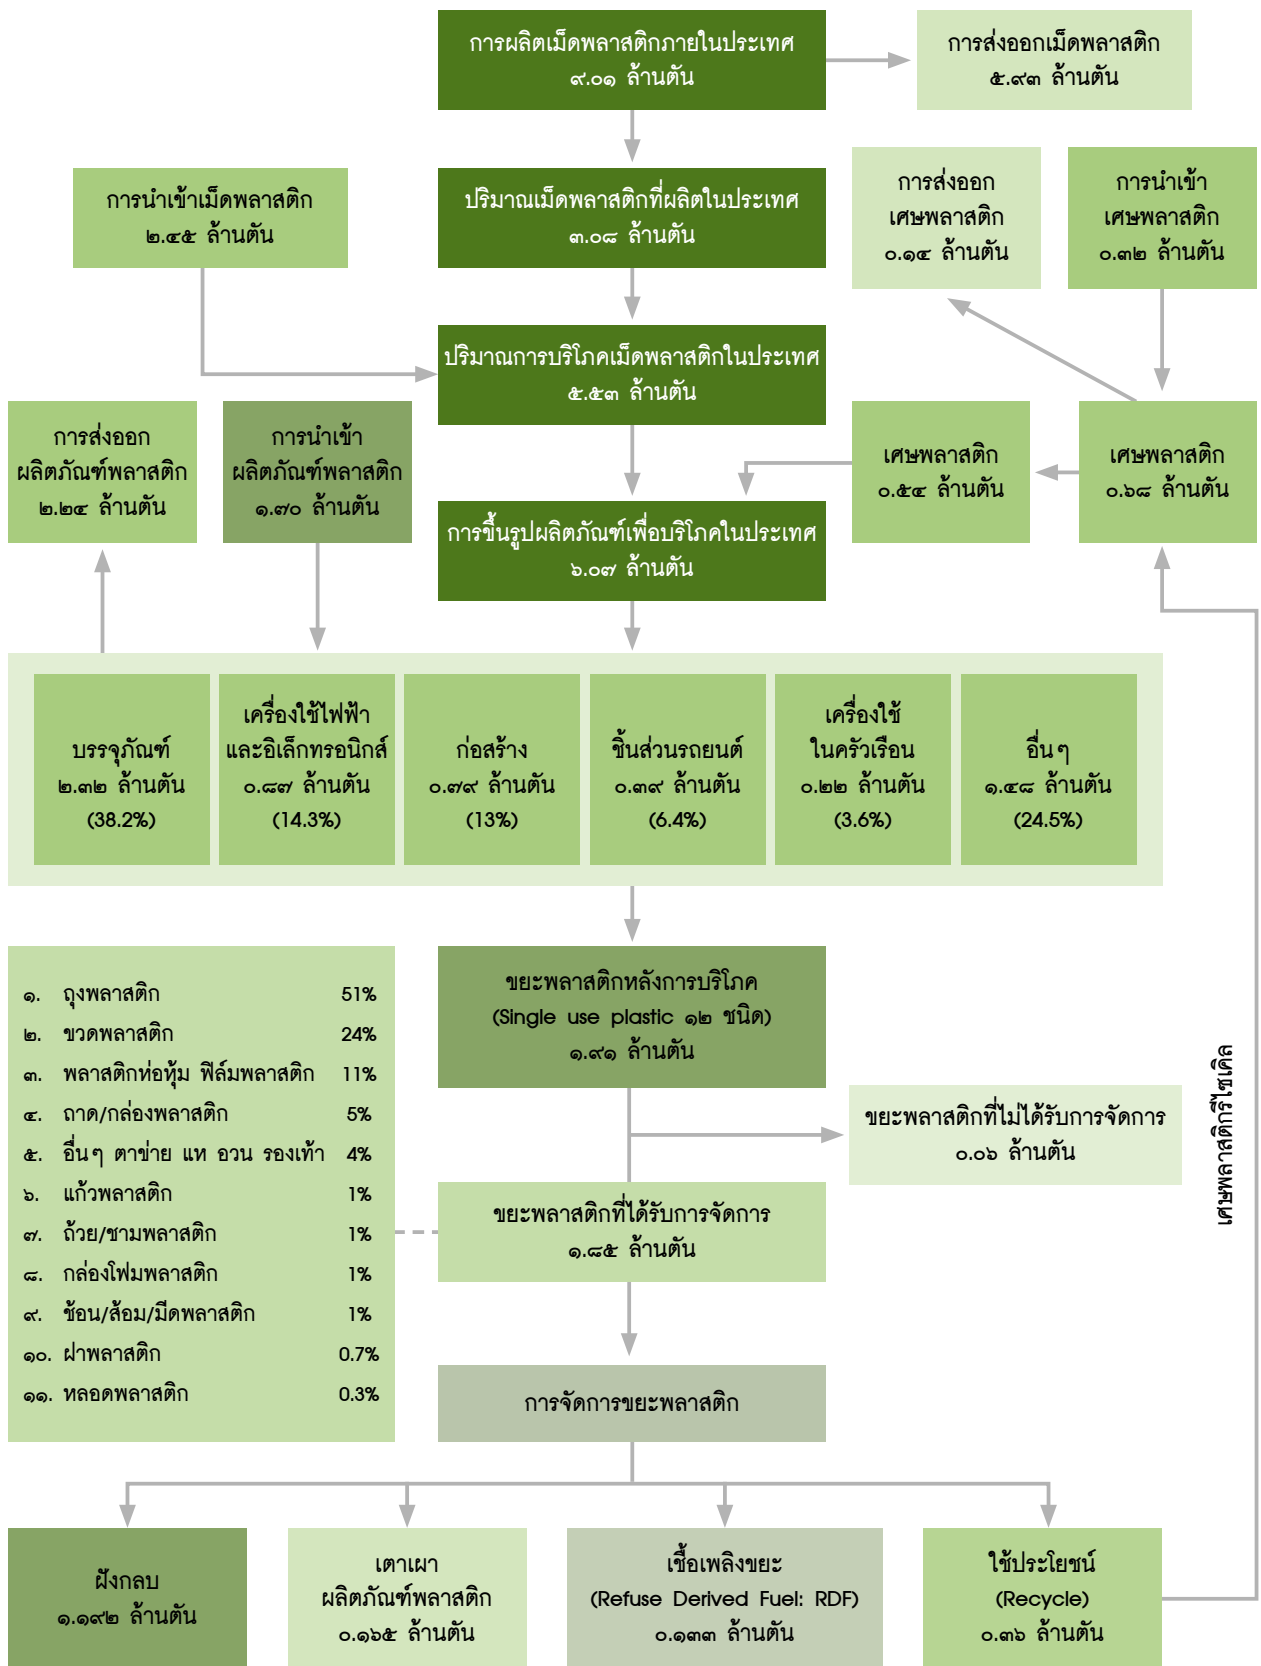 การผลิตเม็ดพลาสติกภายในประเทศ
๙.๐๑ ล้านตัน
การส่งออกเม็ดพลาสติก
๕.๙๓ ล้านตัน
การนำเข้าเม็ดพลาสติก
๒.๔๕ ล้านตัน
ปริมาณเม็ดพลาสติกที่ผลิตในประเทศ
๓.๐๘ ล้านตัน
การส่งออก
เศษพลาสติก
๐.๑๔ ล้านตัน
การนำเข้า
เศษพลาสติก
๐.๓๒ ล้านตัน
ปริมาณการบริโภคเม็ดพลาสติกในประเทศ
๕.๕๓ ล้านตัน
การส่งออก
ผลิตภัณฑ์พลาสติก
๒.๒๔ ล้านตัน
การนำเข้า
ผลิตภัณฑ์พลาสติก
๑.๗๐ ล้านตัน
เศษพลาสติก
๐.๕๔ ล้านตัน
เศษพลาสติก
๐.๖๘ ล้านตัน
การขึ้นรูปผลิตภัณฑ์เพื่อบริโภคในประเทศ
๖.๐๗ ล้านตัน
บรรจุภัณฑ์
๒.๓๒ ล้านตัน
(38.2%)
เครื่องใช้ไฟฟ้า
และอิเล็กทรอนิกส์
๐.๘๗ ล้านตัน
(14.3%)
ก่อสร้าง
๐.๗๙ ล้านตัน
(13%)
ชิ้นส่วนรถยนต์
๐.๓๙ ล้านตัน
(6.4%)
เครื่องใช้
ในครัวเรือน
๐.๒๒ ล้านตัน
(3.6%)
อื่นๆ
๑.๔๘ ล้านตัน
(24.5%)
๑. ถุงพลาสติก 51%
๒. ขวดพลาสติก 24%
๓. พลาสติกห่อหุ้ม ฟิล์มพลาสติก 11%
๔. ถาด/กล่องพลาสติก 5%
๕. อื่นๆ ตาข่าย แห อวน รองเท้า 4%
๖. แก้วพลาสติก 1%
๗. ถ้วย/ชามพลาสติก 1%
๘. กล่องโฟมพลาสติก 1%
๙. ช้อน/ส้อม/มีดพลาสติก 1%
๑๐. ฝาพลาสติก 0.7%
๑๑. หลอดพลาสติก 0.3%
ขยะพลาสติกหลังการบริโภค
(Single use plastic ๑๒ ชนิด)
๑.๙๑ ล้านตัน
ขยะพลาสติกที่ไม่ได้รับการจัดการ
๐.๐๖ ล้านตัน
ขยะพลาสติกที่ได้รับการจัดการ
๑.๘๕ ล้านตัน
เศษพลาสติกรีไซเคิล
การจัดการขยะพลาสติก
ฝังกลบ
๑.๑๙๒ ล้านตัน
เตาเผา
ผลิตภัณฑ์พลาสติก
๐.๑๖๕ ล้านตัน
เชื้อเพลิงขยะ
(Refuse Derived Fuel: RDF)
๐.๑๓๓ ล้านตัน
ใช้ประโยชน์
(Recycle)
๐.๓๖ ล้านตัน